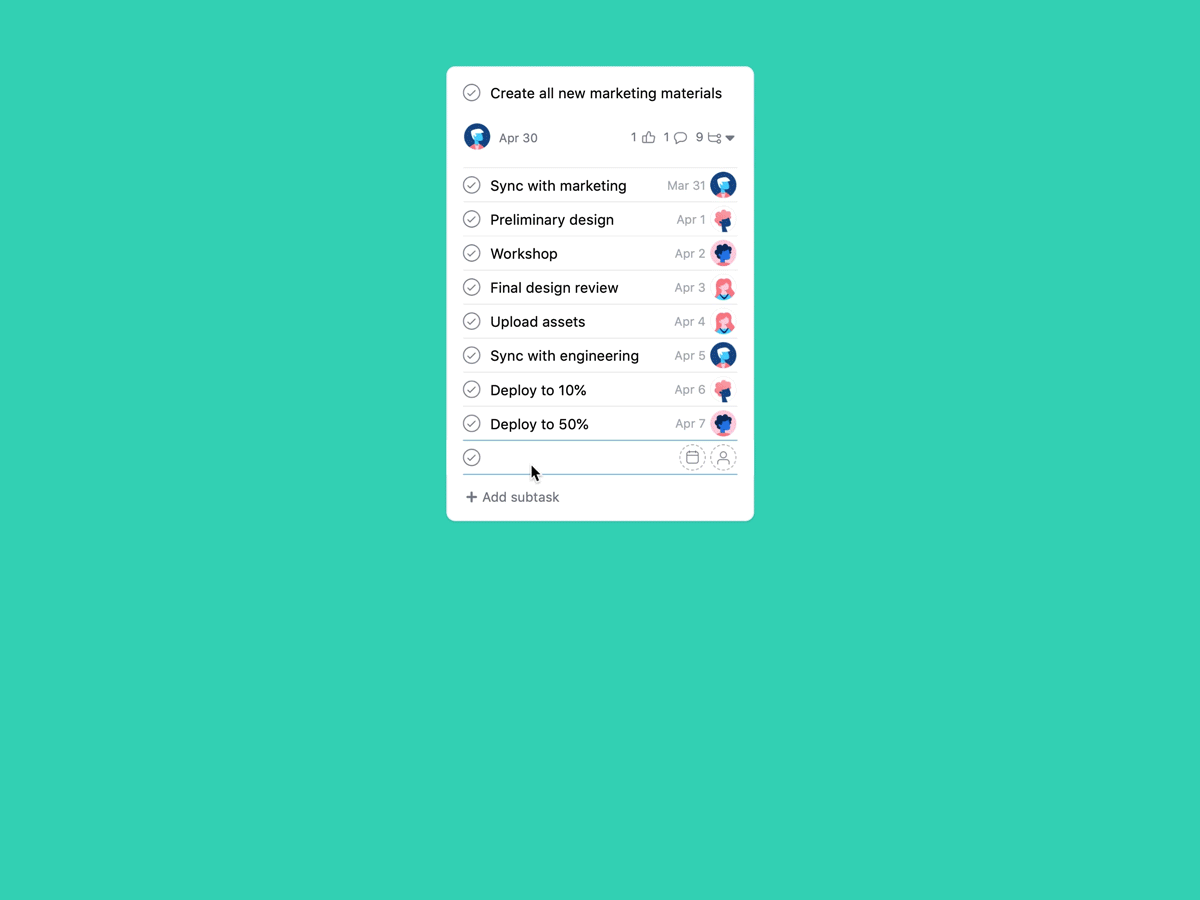 Create all new marketing materials
Apr 30 1 1 9
Sync with marketing Mar 31
Preliminary design Apr 1
Workshop Apr 2
Final design review Apr 3
Upload assets Apr 4
Sync with engineering Apr 5
Deploy to 10% Apr 6
Deploy to 50% Apr 7
+ Add subtask